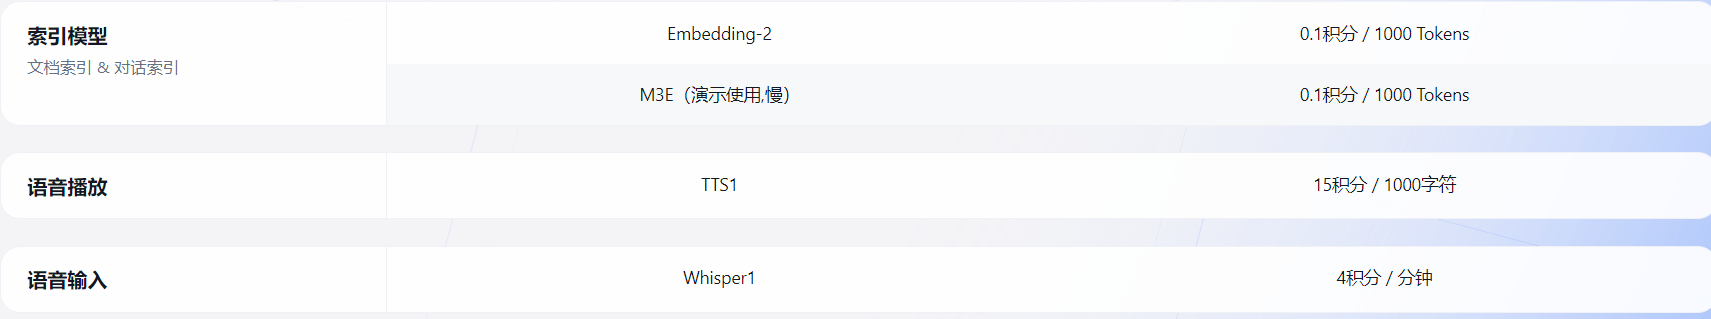 索引模型
文档索引 & 对话索引
Embedding-2
0.1积分 / 1000 Tokens
M3E（演示使用,慢）
0.1积分 / 1000 Tokens
语音播放
TTS1
15积分 / 1000字符
语音输入
Whisper1
4积分 / 分钟